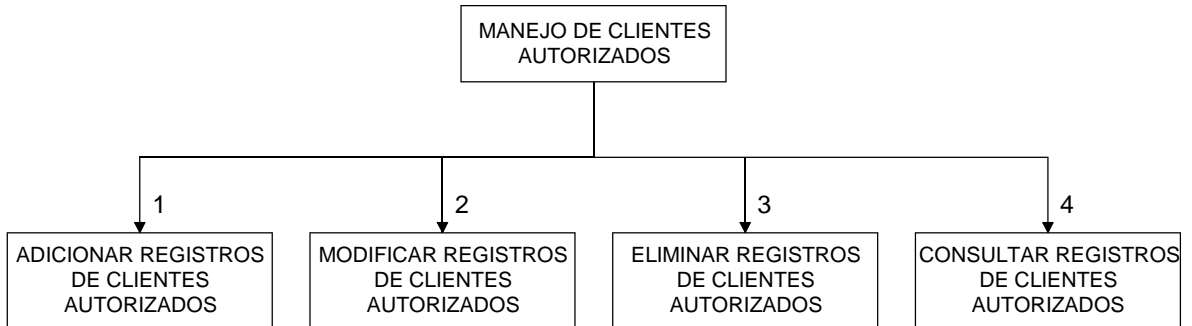 MANEJO DE CLIENTES
AUTORIZADOS
1
2
3
4
ADICIONAR REGISTROS
DE CLIENTES
AUTORIZADOS
MODIFICAR REGISTROS
DE CLIENTES
AUTORIZADOS
ELIMINAR REGISTROS
DE CLIENTES
AUTORIZADOS
CONSULTAR REGISTROS
DE CLIENTES
AUTORIZADOS